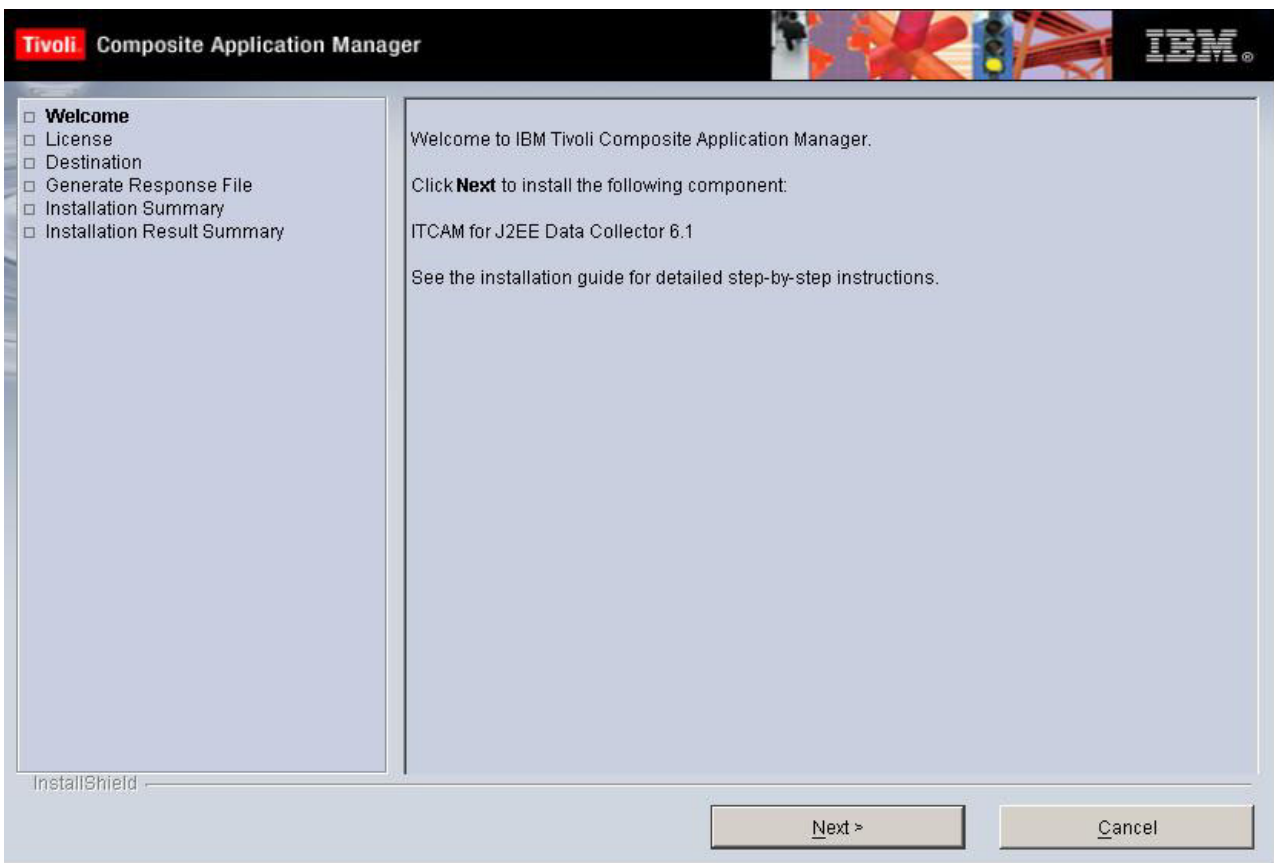 Tivoli. Composite Application Manager
IBM®
Welcome
License
Destination
Generate Response File
Installation Summary
Installation Result Summary
Welcome to IBM Tivoli Composite Application Manager.
Click Next to install the following component:
ITCAM for J2EE Data Collector 6.1
See the installation guide for detailed step-by-step instructions.
InstallShield
Next >
Cancel